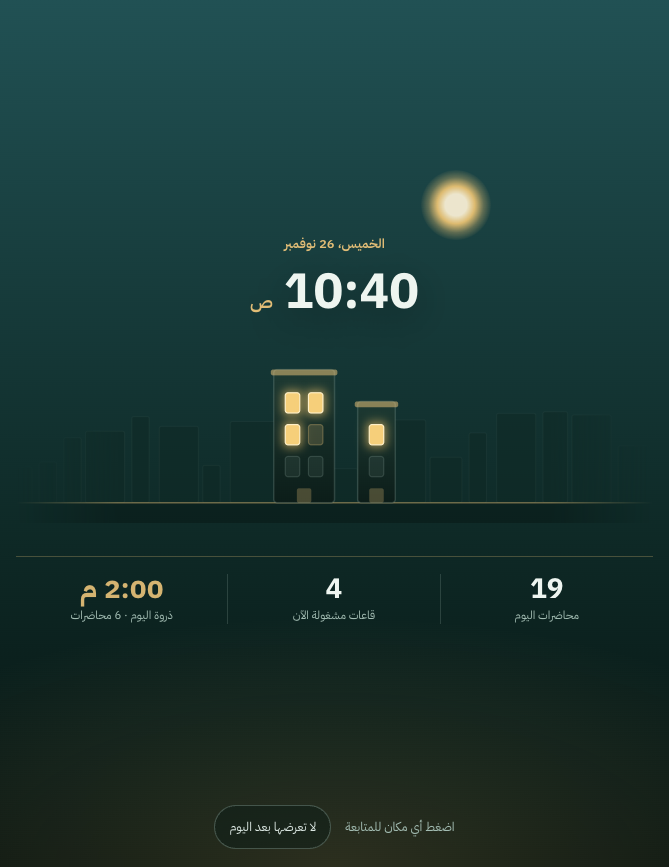 الخميس، 26 نوفمبر
10:40 ص
19
محاضرات اليوم
4
قاعات مشغولة الآن
2:00 م
ذروة اليوم · 6 محاضرات
اضغط أي مكان للمتابعة
لا تعرضها بعد اليوم